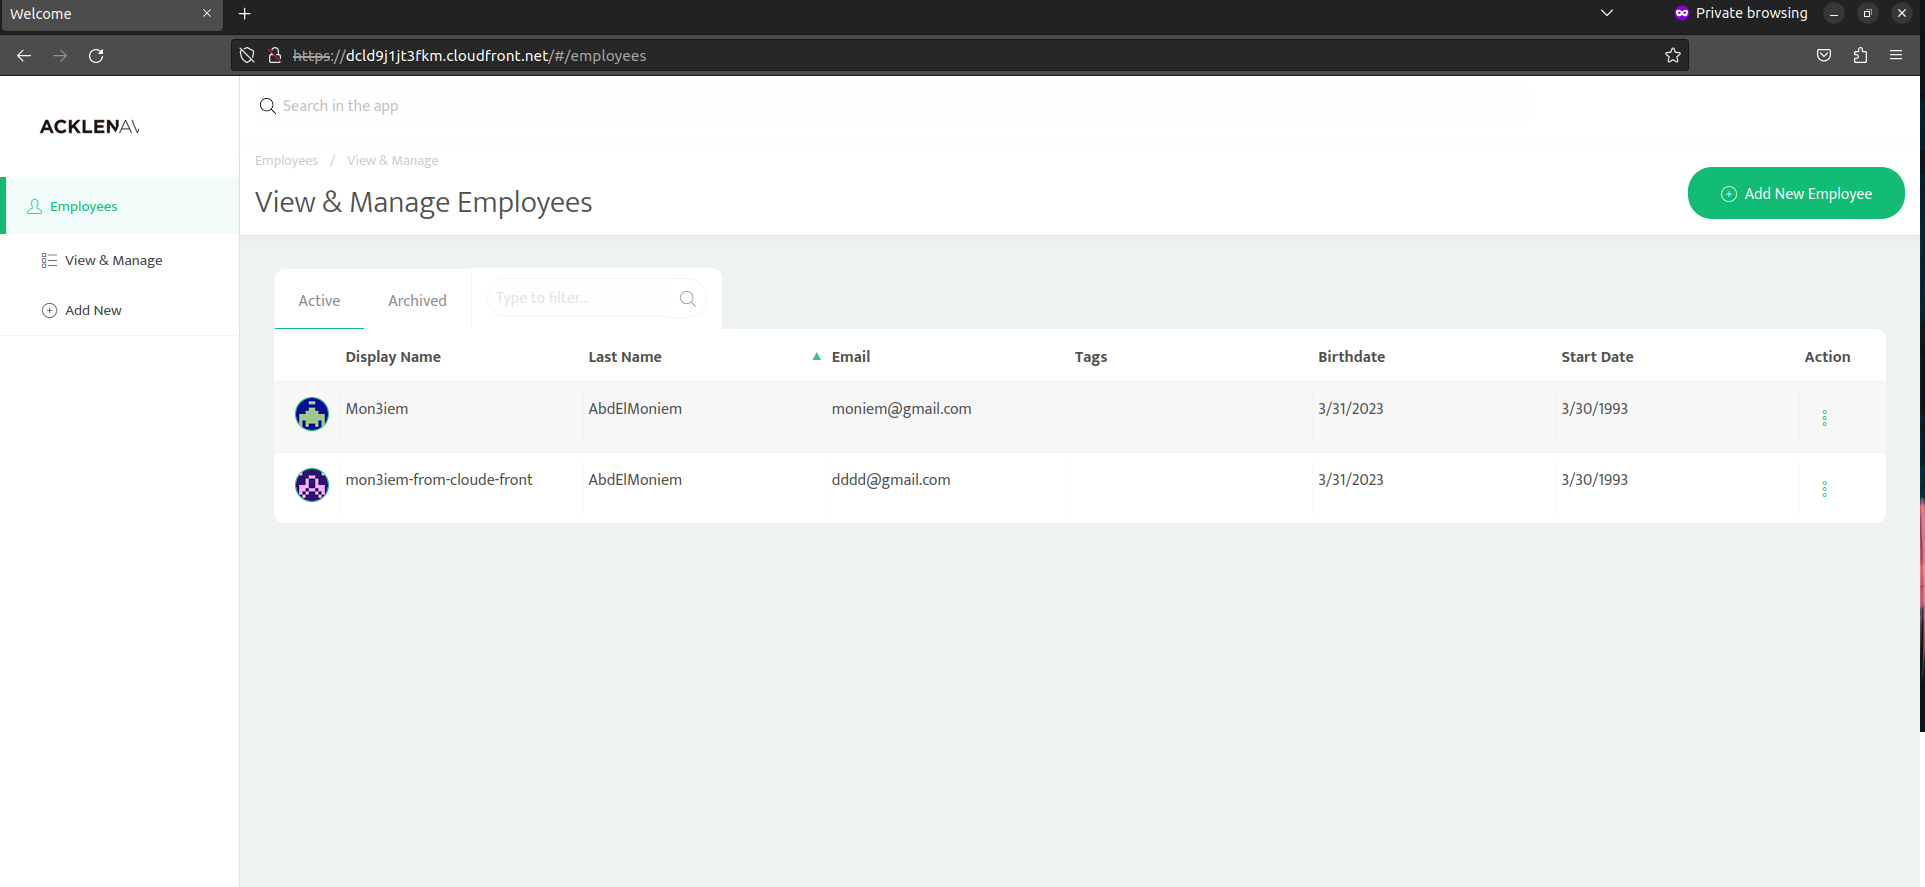 Welcome
Private browsing
https://dcld9j1jt3fkm.cloudfront.net/#/employees
ACKLENAV
Search in the app
Employees / View & Manage
View & Manage Employees
Add New Employee
Employees
View & Manage
Add New
Active Archived Type to filter...
Display Name Last Name ▲ Email Tags Birthdate Start Date Action
Mon3iem AbdElMoniem moniem@gmail.com 3/31/2023 3/30/1993
mon3iem-from-cloude-front AbdElMoniem dddd@gmail.com 3/31/2023 3/30/1993